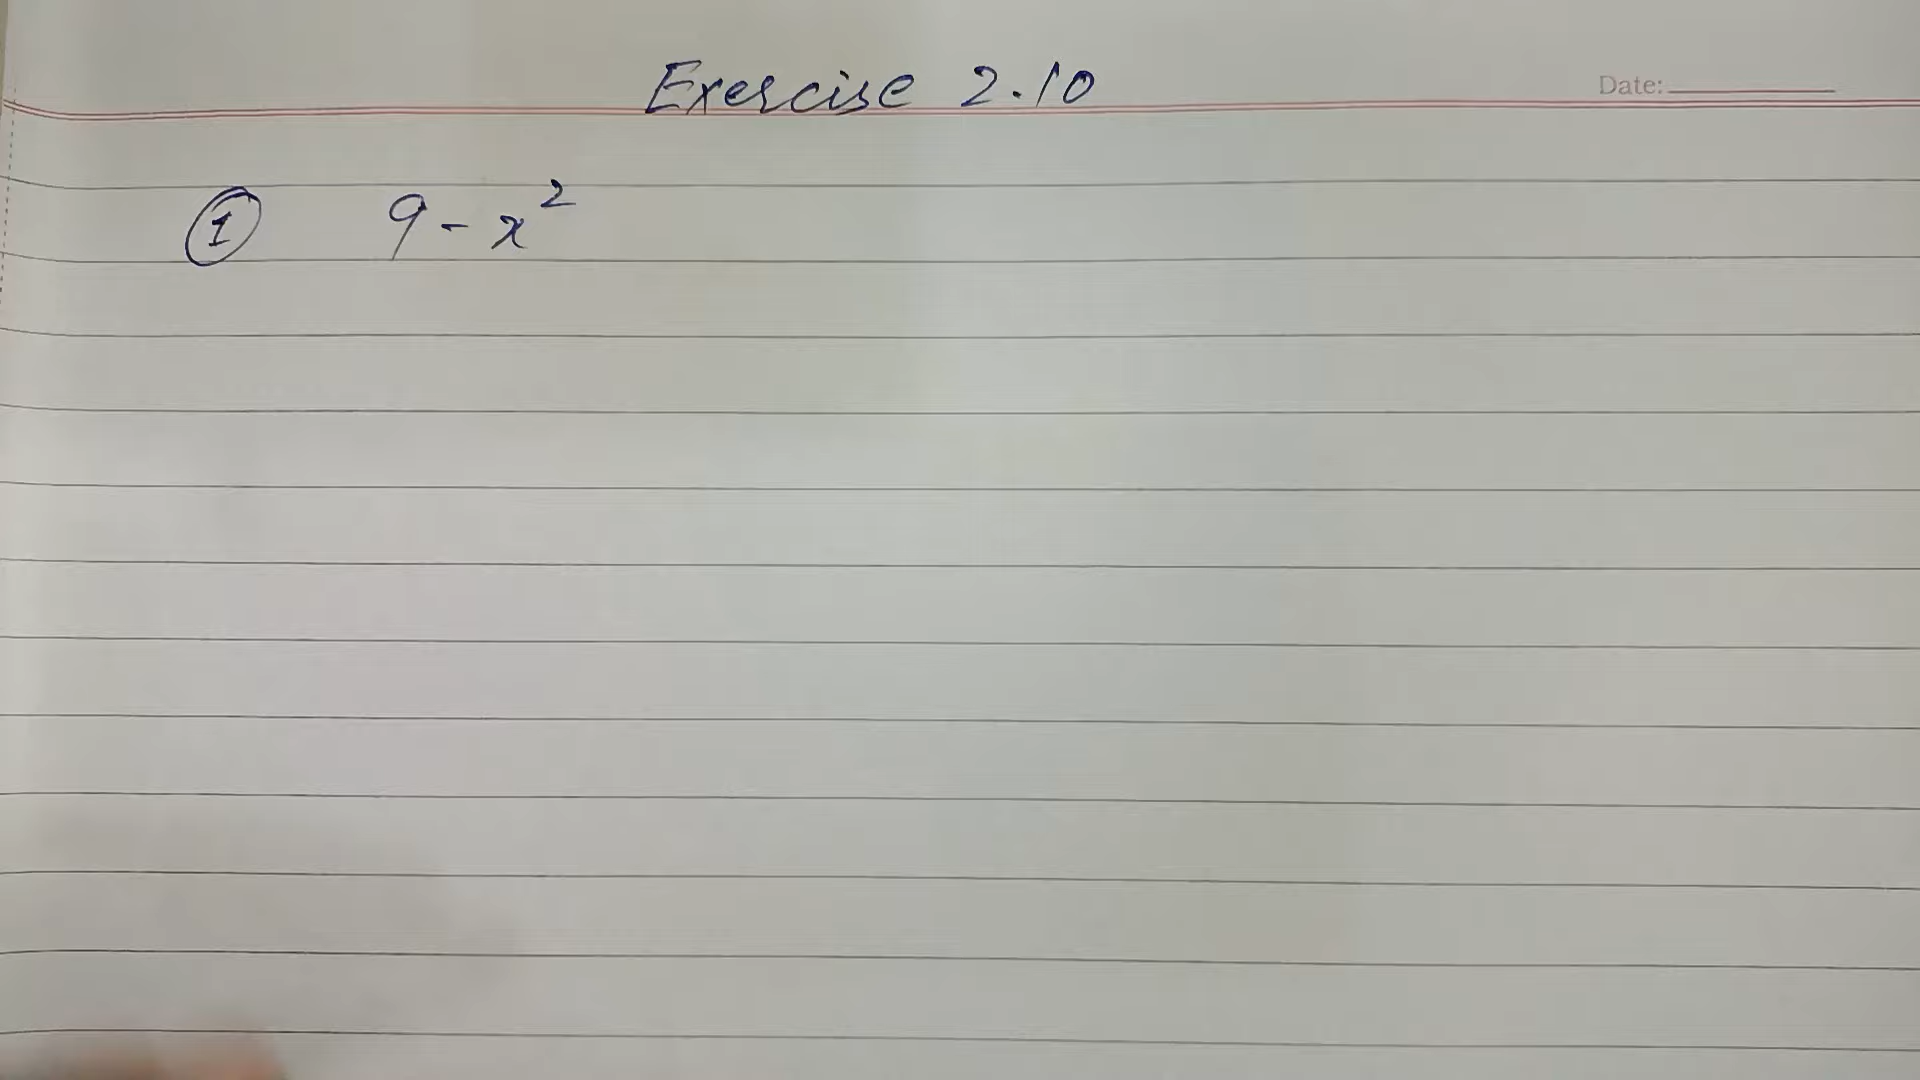 Exercise 2.10
Date:
① 9 - x²